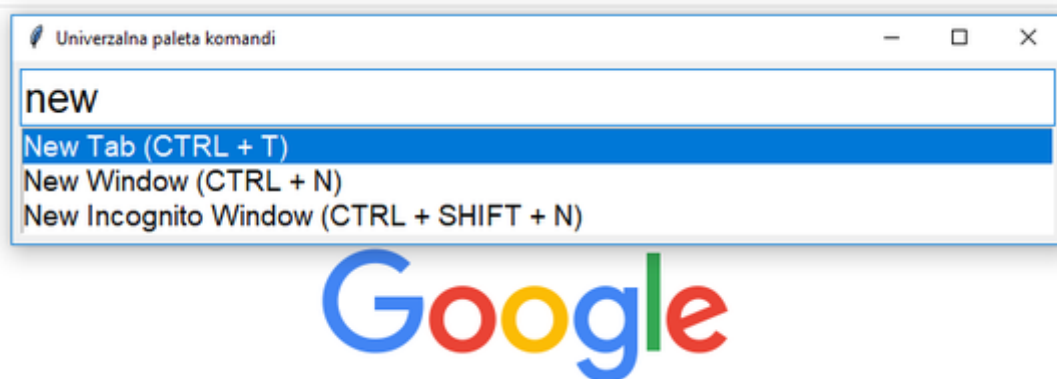 Univerzalna paleta komandi
new
New Tab (CTRL + T)
New Window (CTRL + N)
New Incognito Window (CTRL + SHIFT + N)
Google